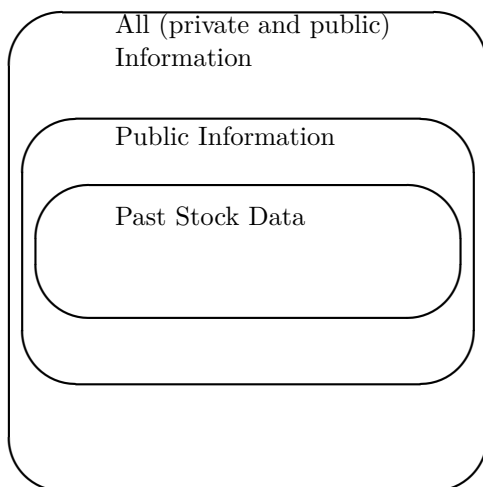 All (private and public)
Information
Public Information
Past Stock Data